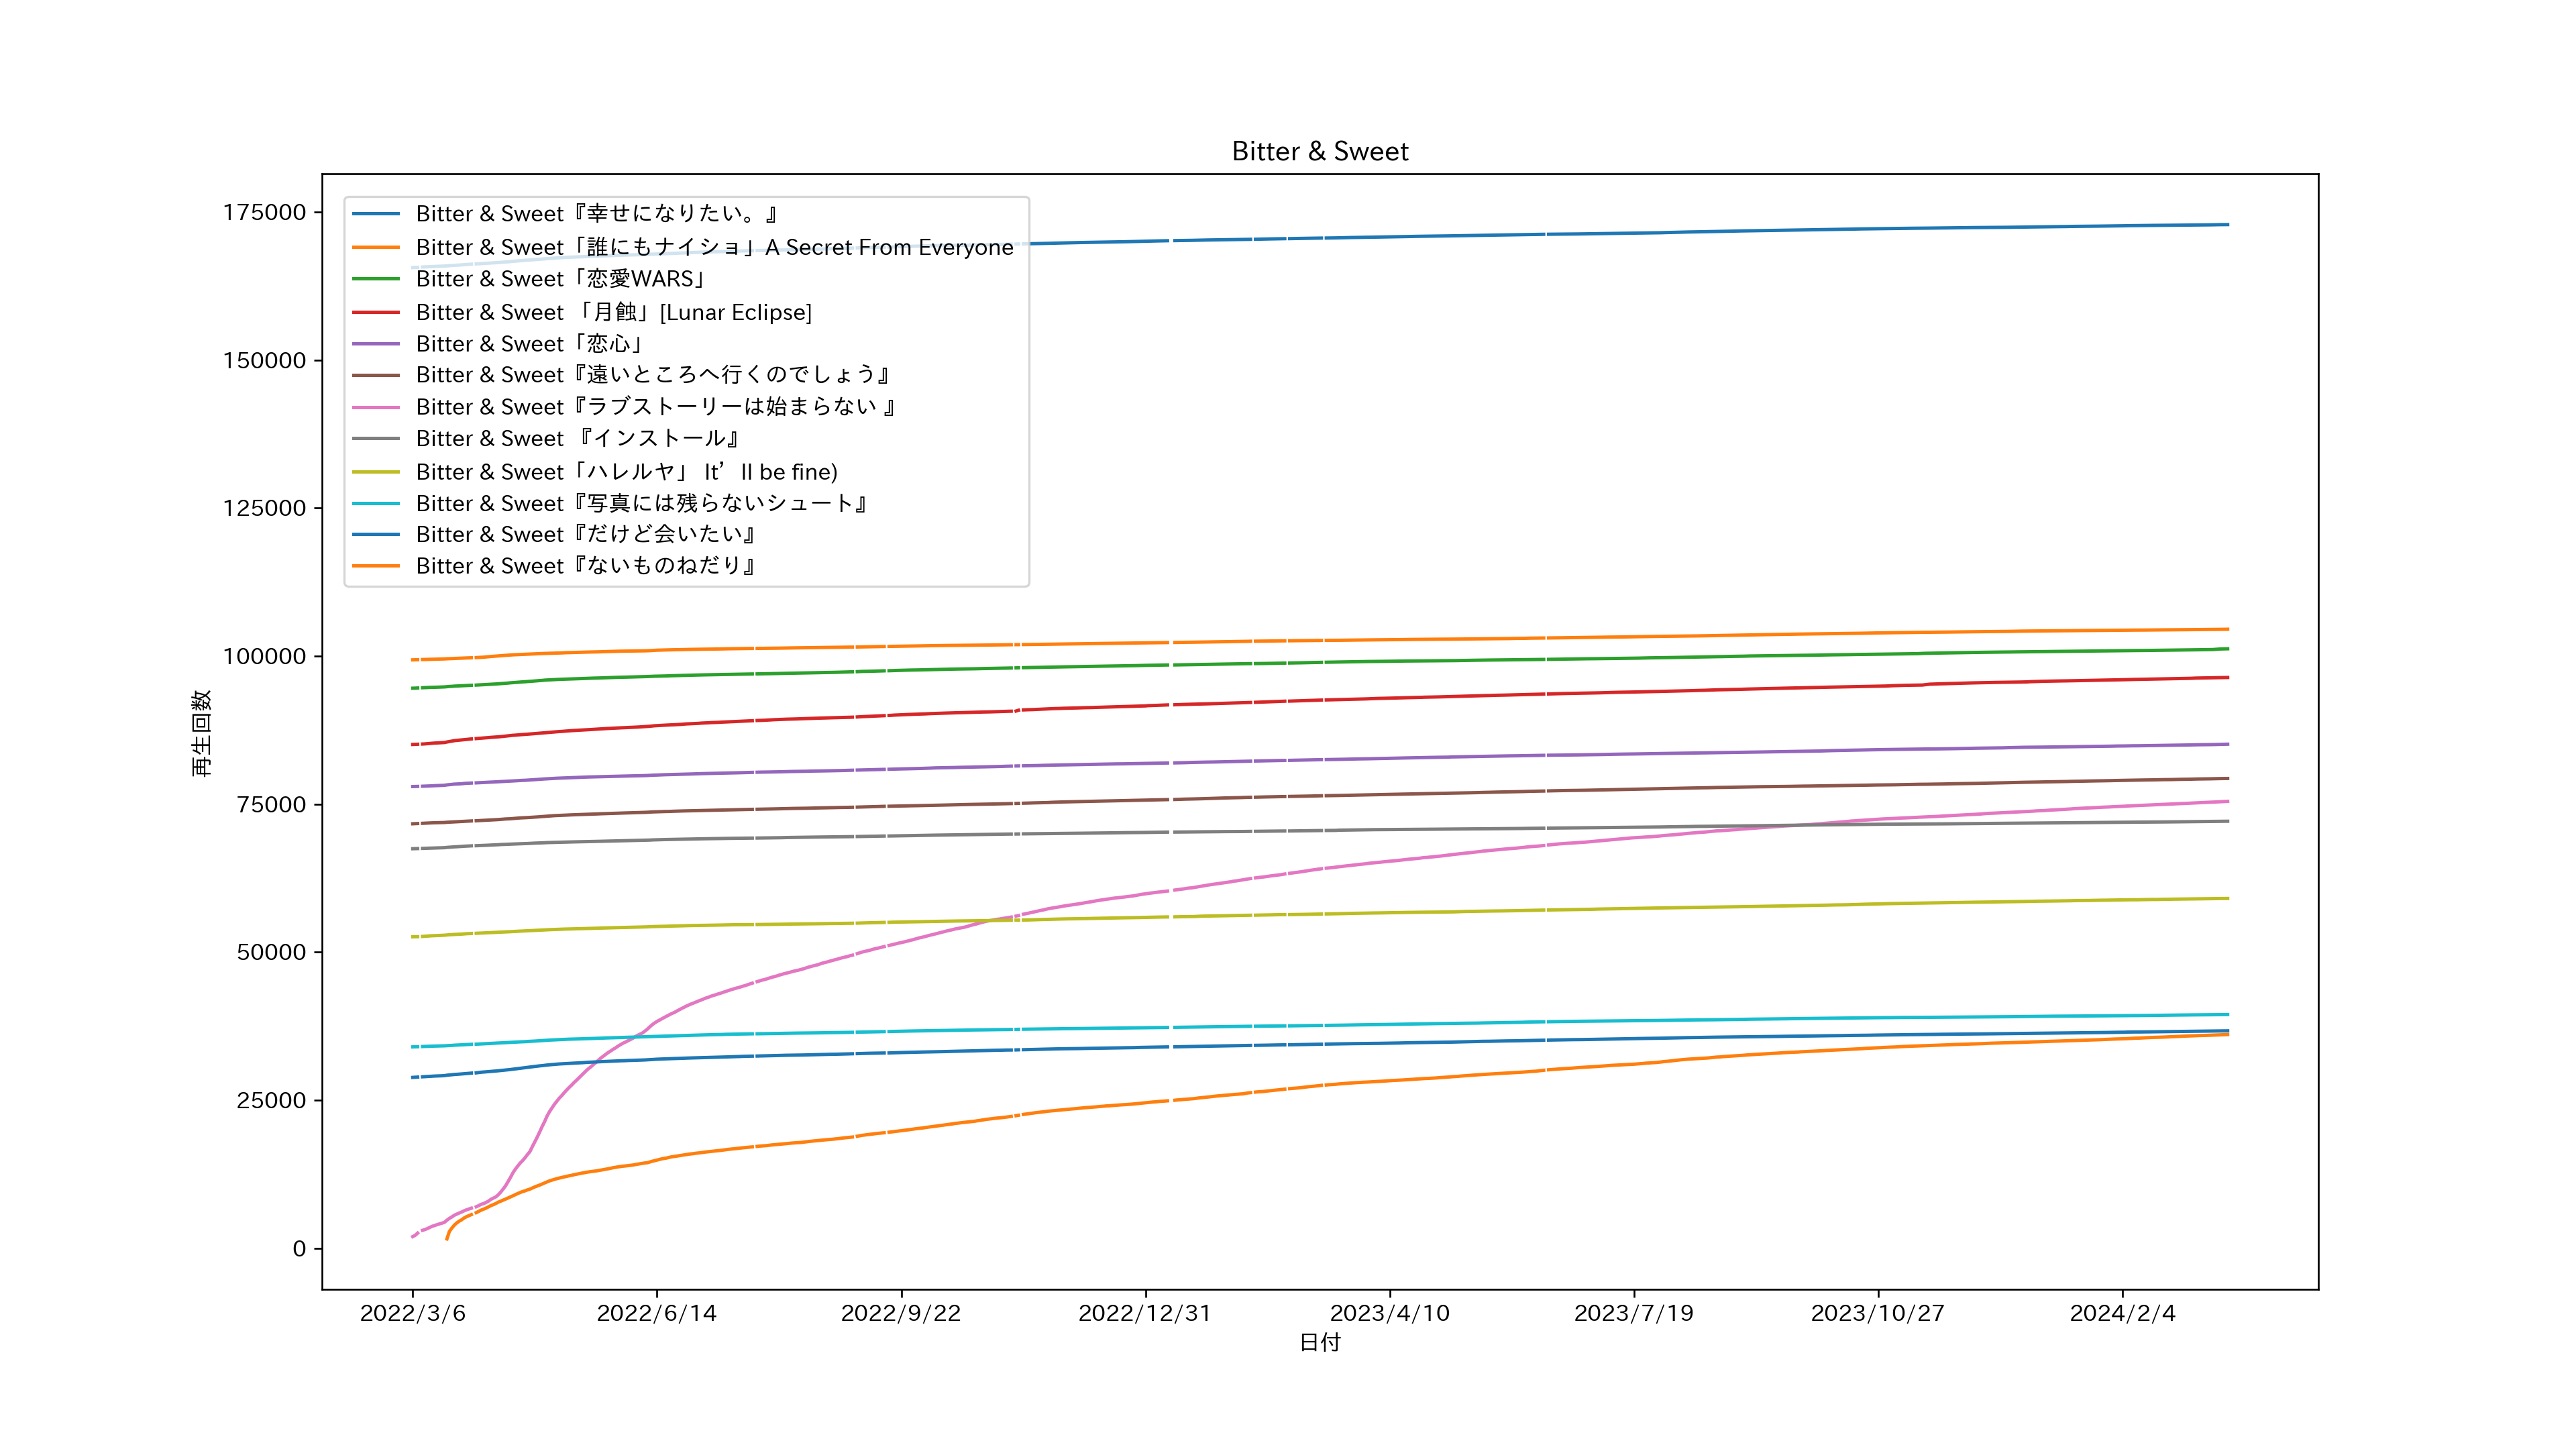 Bitter & Sweet
175000
150000
125000
100000
75000
50000
25000
0
再生回数
Bitter & Sweet『幸せになりたい。』
Bitter & Sweet「誰にもナイショ」A Secret From Everyone
Bitter & Sweet「恋愛WARS」
Bitter & Sweet 「月蝕」[Lunar Eclipse]
Bitter & Sweet「恋心」
Bitter & Sweet『遠いところへ行くのでしょう』
Bitter & Sweet『ラブストーリーは始まらない 』
Bitter & Sweet 『インストール』
Bitter & Sweet「ハレルヤ」 It’ll be fine)
Bitter & Sweet『写真には残らないシュート』
Bitter & Sweet『だけど会いたい』
Bitter & Sweet『ないものねだり』
2022/3/6 2022/6/14 2022/9/22 2022/12/31 2023/4/10 2023/7/19 2023/10/27 2024/2/4
日付